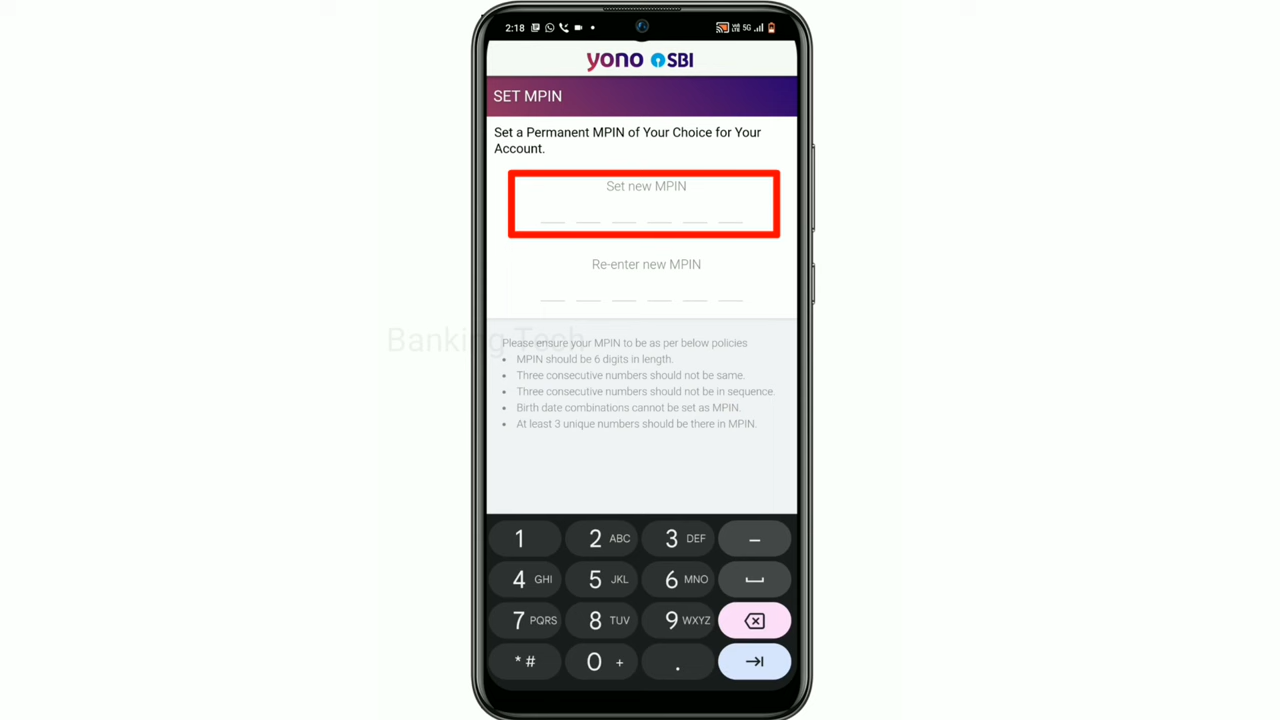 2:18
VoLTE 5G
yono SBI
SET MPIN
Set a Permanent MPIN of Your Choice for Your
Account.
Set new MPIN
Re-enter new MPIN
Banking Tech
Please ensure your MPIN to be as per below policies
• MPIN should be 6 digits in length.
• Three consecutive numbers should not be same.
• Three consecutive numbers should not be in sequence.
• Birth date combinations cannot be set as MPIN.
• At least 3 unique numbers should be there in MPIN.
1 2 ABC 3 DEF –
4 GHI 5 JKL 6 MNO
7 PQRS 8 TUV 9 WXYZ
* # 0 + .